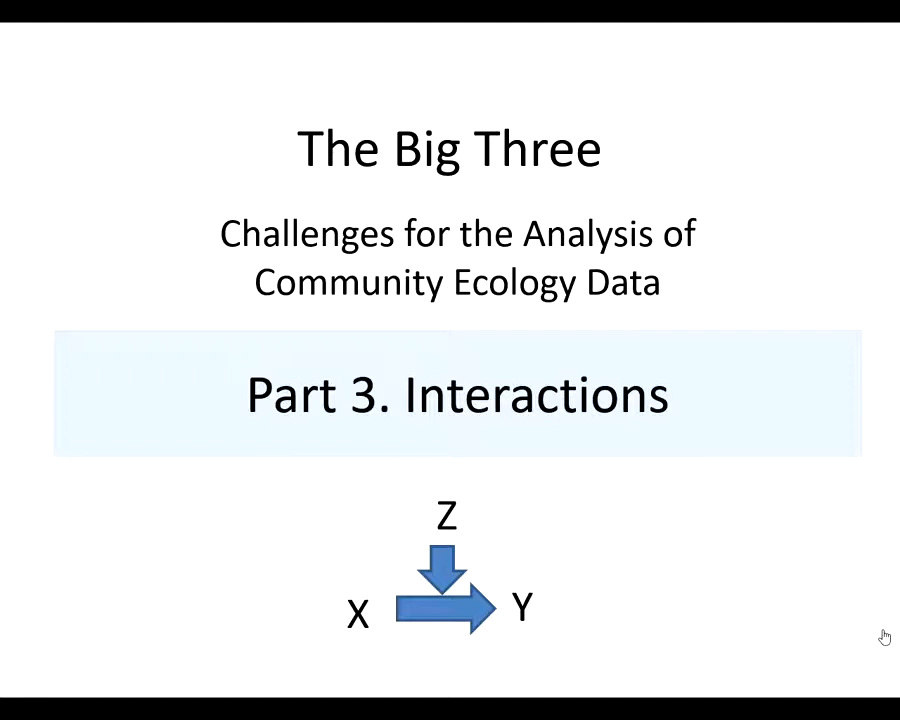 The Big Three
Challenges for the Analysis of
Community Ecology Data
Part 3. Interactions
Z
X Y